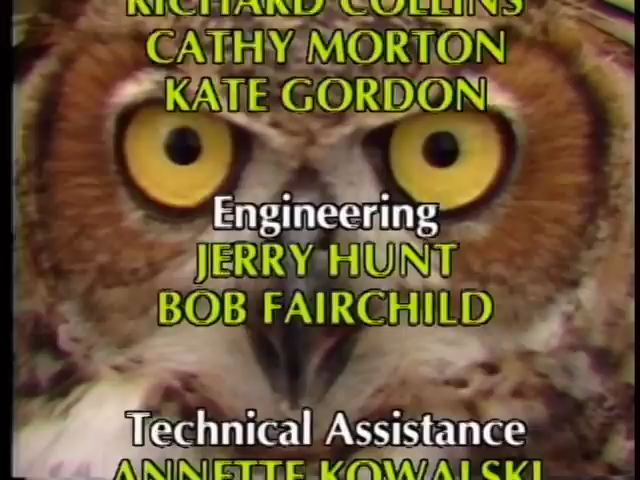 RICHARD COLLINS
CATHY MORTON
KATE GORDON
Engineering
JERRY HUNT
BOB FAIRCHILD
Technical Assistance
ANNETTE KOWALSKI